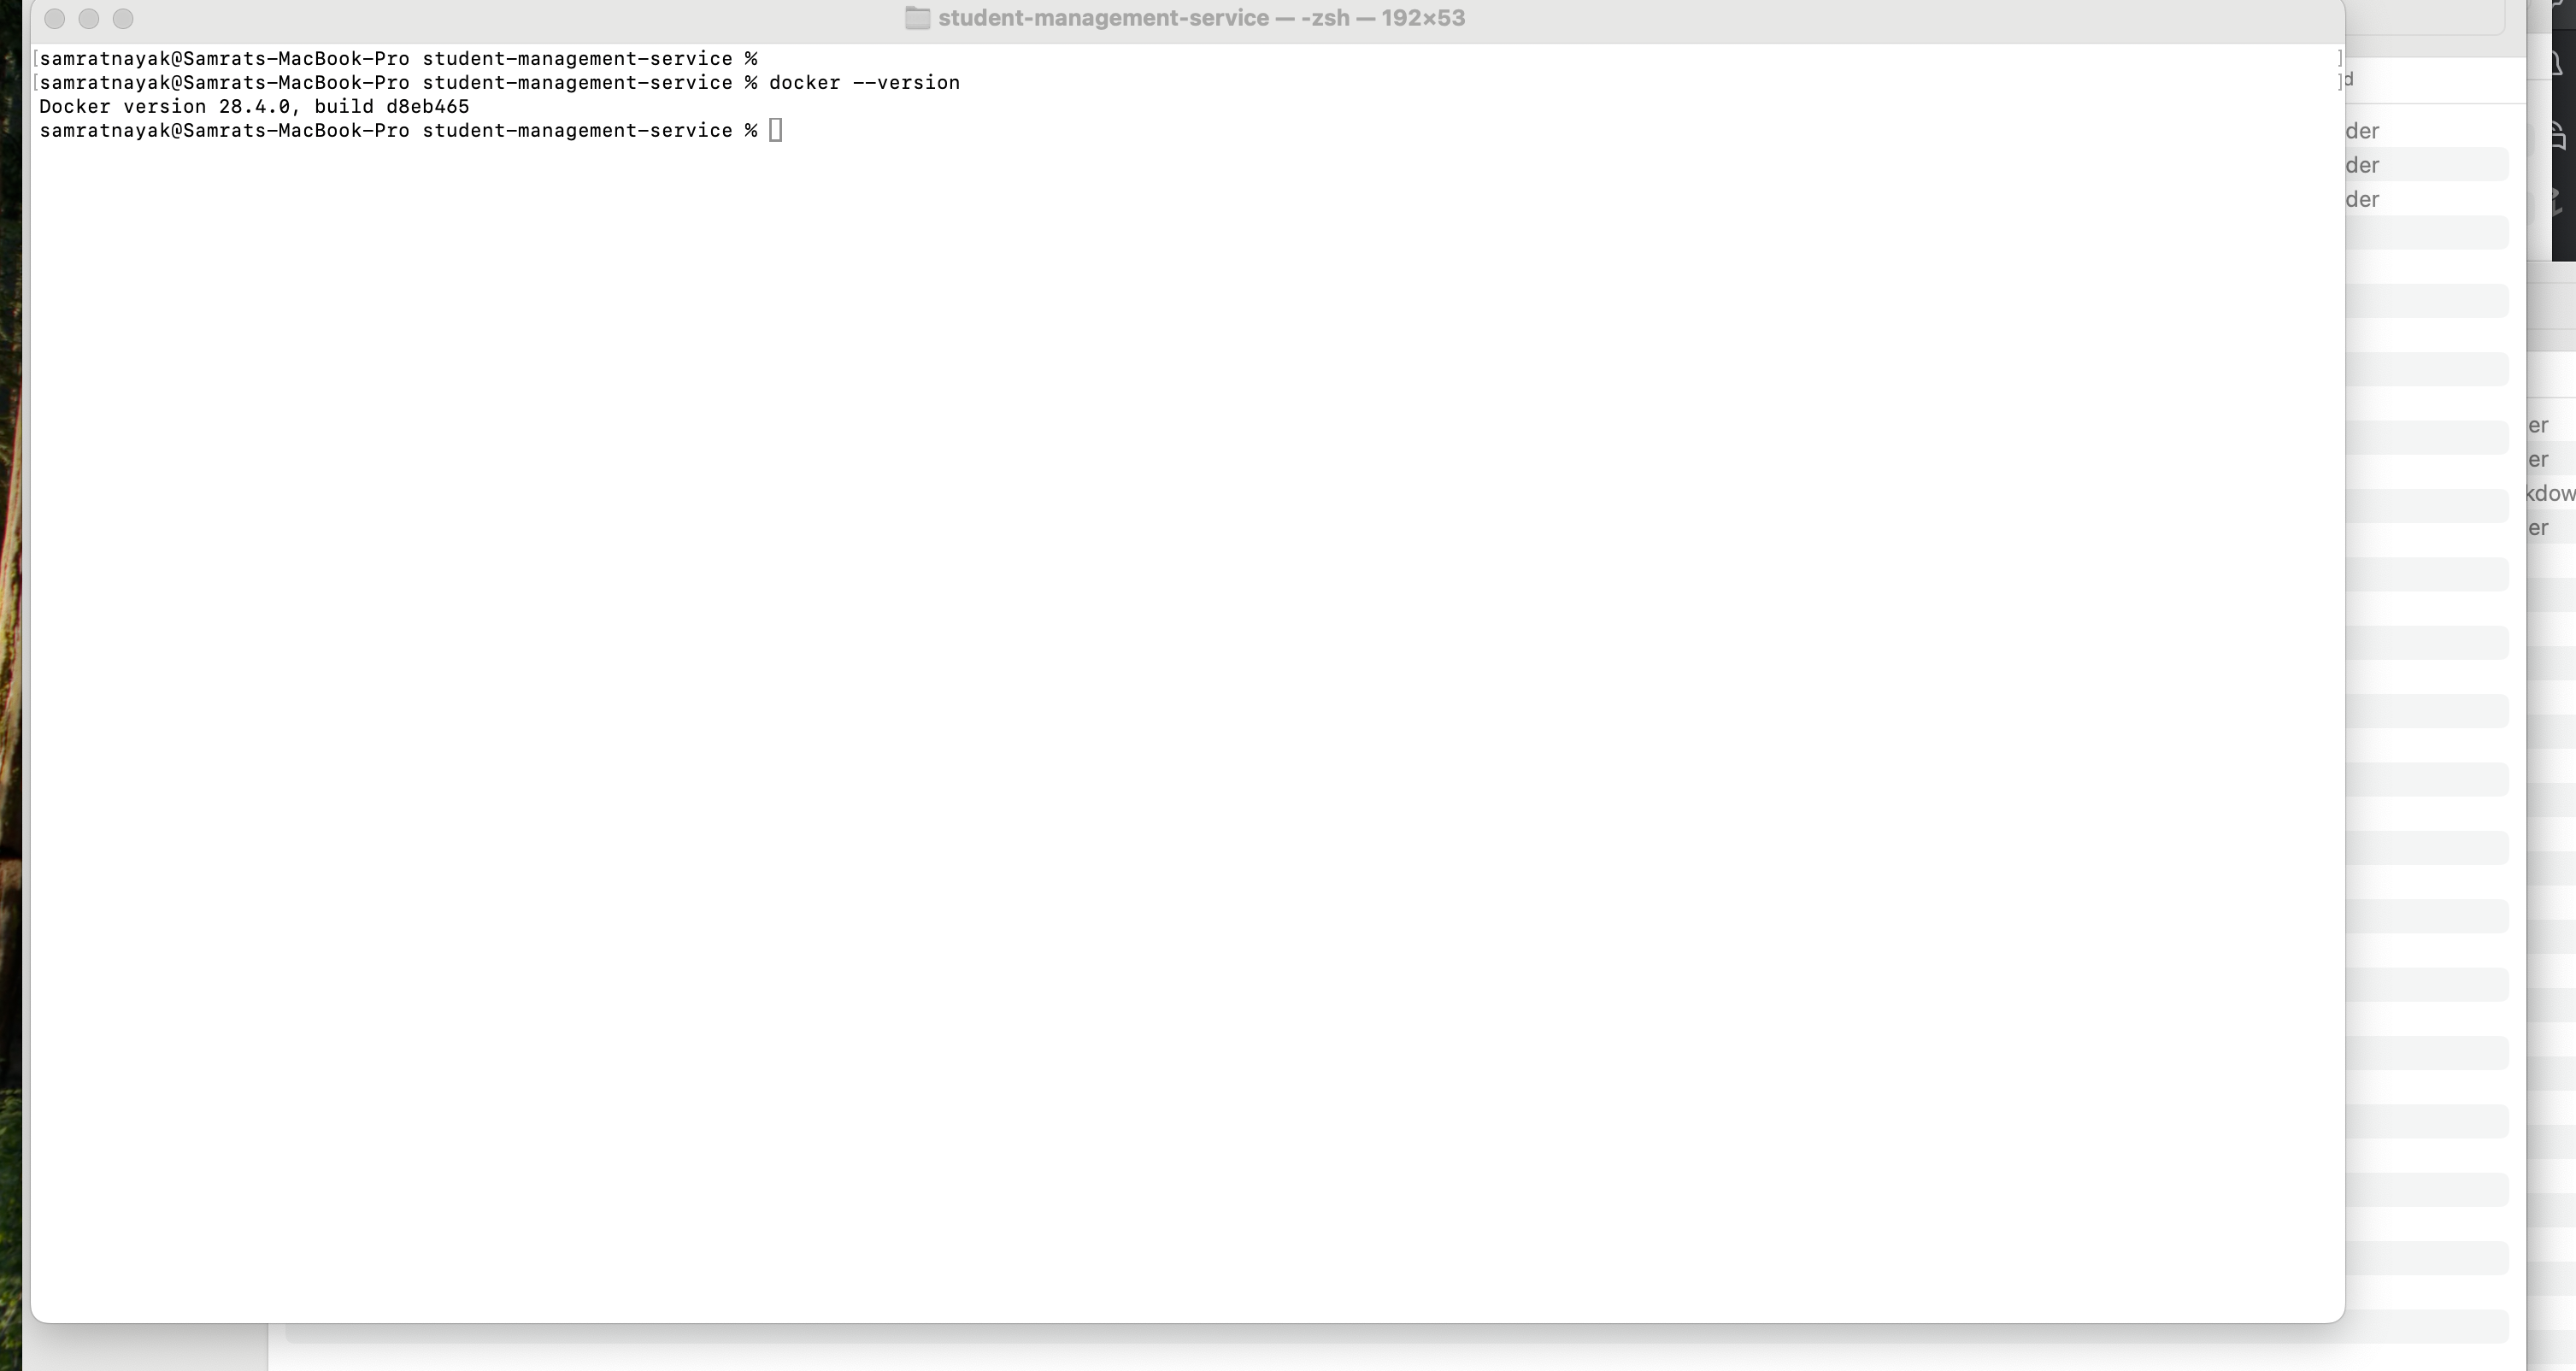 student-management-service — -zsh — 192×53
[samratnayak@Samrats-MacBook-Pro student-management-service % ]
[samratnayak@Samrats-MacBook-Pro student-management-service % docker --version ]
Docker version 28.4.0, build d8eb465
samratnayak@Samrats-MacBook-Pro student-management-service %
d
der
der
der
er
er
kdow
er